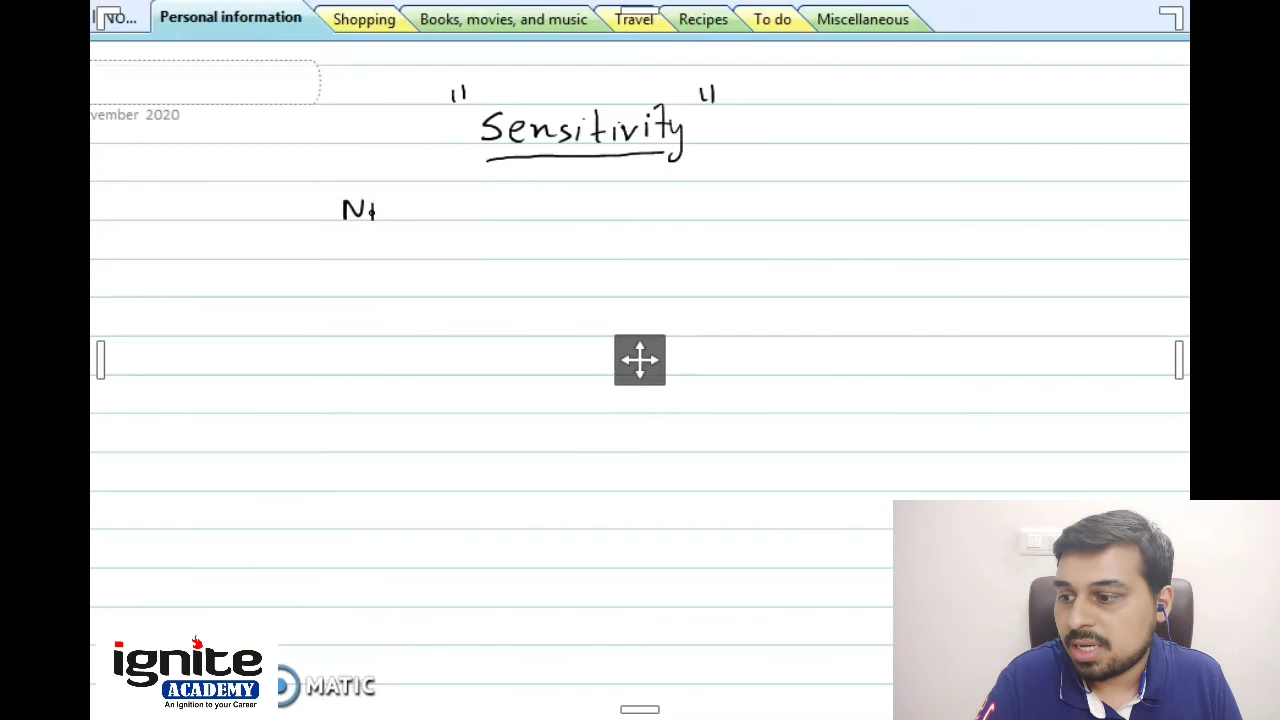 NO...
Personal information
Shopping
Books, movies, and music
Travel
Recipes
To do
Miscellaneous
vember 2020
"Sensitivity"
ignite
ACADEMY
An Ignition to your Career
MATIC